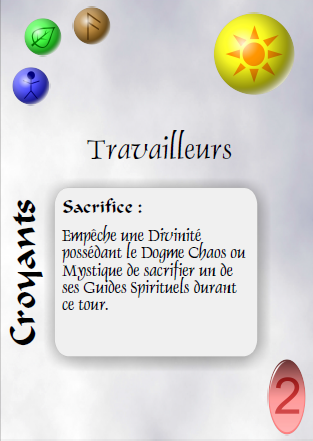 Travailleurs
Croyants
Sacrifice :
Empêche une Divinité
possédant le Dogme Chaos ou
Mystique de sacrifier un de
ses Guides Spirituels durant
ce tour.
2